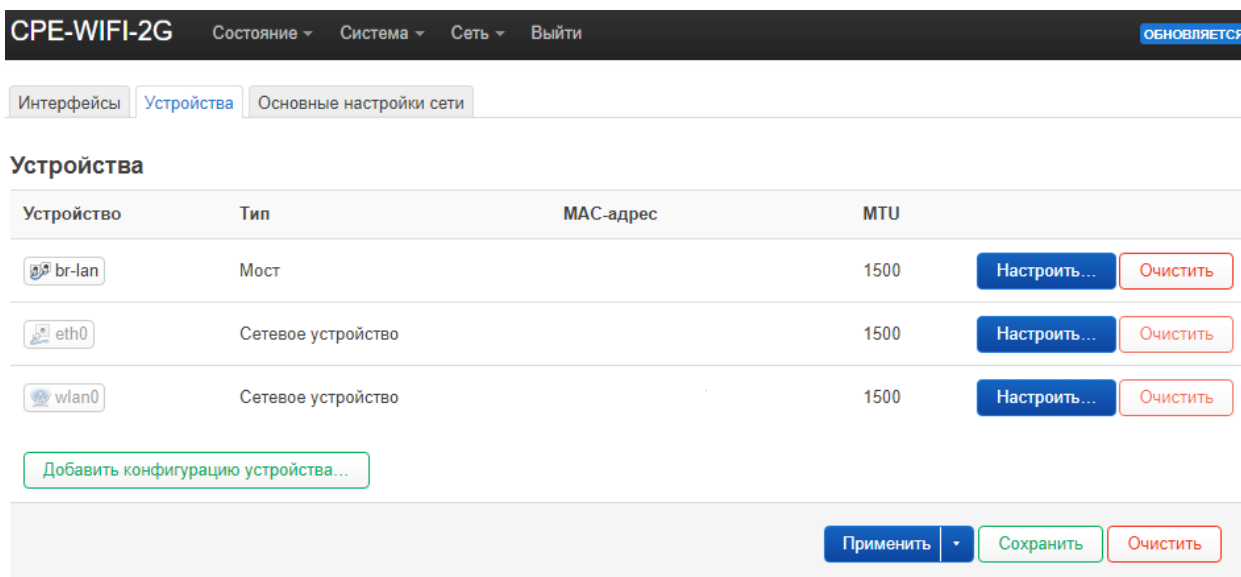 CPE-WIFI-2G Состояние Система Сеть Выйти ОБНОВЛЯЕТСЯ
Интерфейсы Устройства Основные настройки сети
Устройства
Устройство Тип MAC-адрес MTU
br-lan Мост 1500 Настроить... Очистить
eth0 Сетевое устройство 1500 Настроить... Очистить
wlan0 Сетевое устройство 1500 Настроить... Очистить
Добавить конфигурацию устройства...
Применить Сохранить Очистить